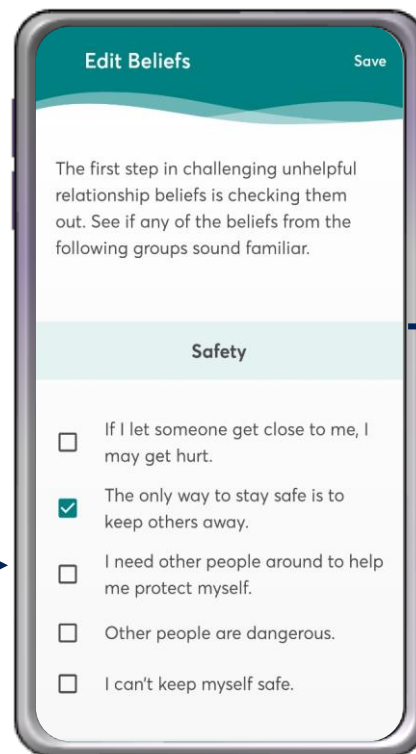 Edit Beliefs
Save
The first step in challenging unhelpful
relationship beliefs is checking them
out. See if any of the beliefs from the
following groups sound familiar.
Safety
If I let someone get close to me, I
may get hurt.
The only way to stay safe is to
keep others away.
I need other people around to help
me protect myself.
Other people are dangerous.
I can't keep myself safe.